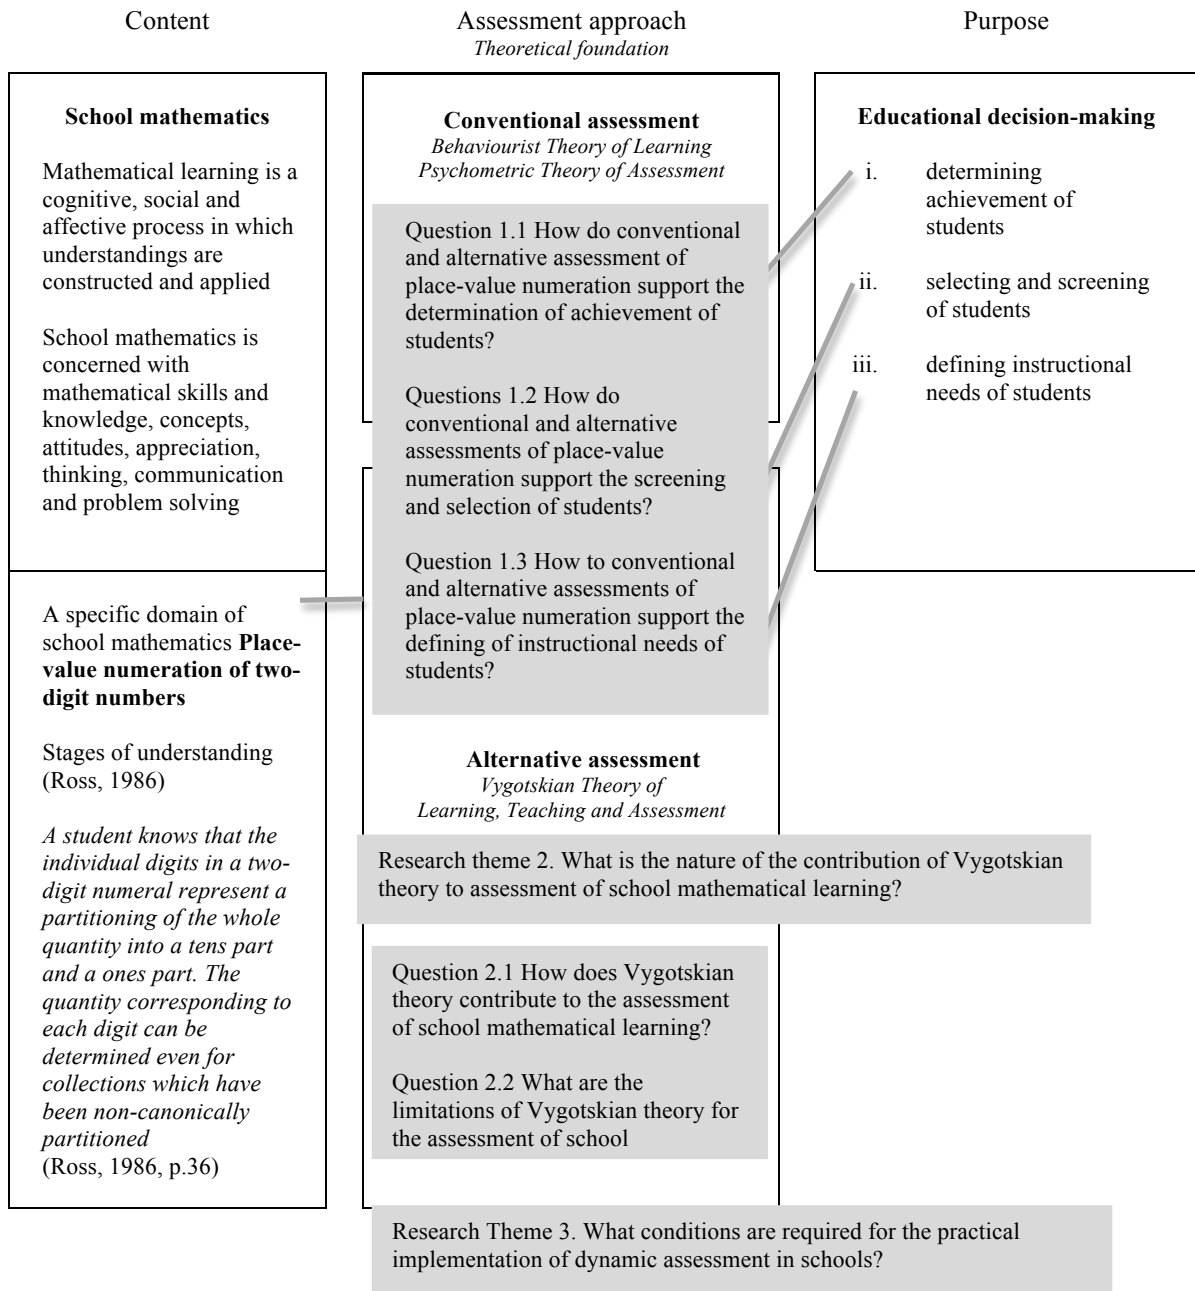 Content
Assessment approach
Theoretical foundation
Purpose
School mathematics
Mathematical learning is a
cognitive, social and
affective process in which
understandings are
constructed and applied
School mathematics is
concerned with
mathematical skills and
knowledge, concepts,
attitudes, appreciation,
thinking, communication
and problem solving
A specific domain of
school mathematics Place-
value numeration of two-
digit numbers
Stages of understanding
(Ross, 1986)
A student knows that the
individual digits in a two-
digit numeral represent a
partitioning of the whole
quantity into a tens part
and a ones part. The
quantity corresponding to
each digit can be
determined even for
collections which have
been non-canonically
partitioned
(Ross, 1986, p.36)
Conventional assessment
Behaviourist Theory of Learning
Psychometric Theory of Assessment
Question 1.1 How do conventional
and alternative assessment of
place-value numeration support the
determination of achievement of
students?
Questions 1.2 How do
conventional and alternative
assessments of place-value
numeration support the screening
and selection of students?
Question 1.3 How to conventional
and alternative assessments of
place-value numeration support the
defining of instructional needs of
students?
Alternative assessment
Vygotskian Theory of
Learning, Teaching and Assessment
Research theme 2. What is the nature of the contribution of Vygotskian
theory to assessment of school mathematical learning?
Question 2.1 How does Vygotskian
theory contribute to the assessment
of school mathematical learning?
Question 2.2 What are the
limitations of Vygotskian theory for
the assessment of school
Research Theme 3. What conditions are required for the practical
implementation of dynamic assessment in schools?
Educational decision-making
i. determining
achievement of
students
ii. selecting and screening
of students
iii. defining instructional
needs of students